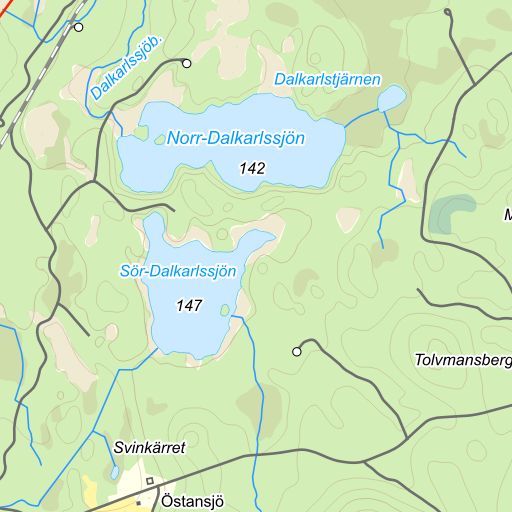 Dalkarlssjöb.
Dalkarlstjärnen
Norr-Dalkarlssjön
142
M
Sör-Dalkarlssjön
147
Tolvmansberg
Svinkärret
Östansjö